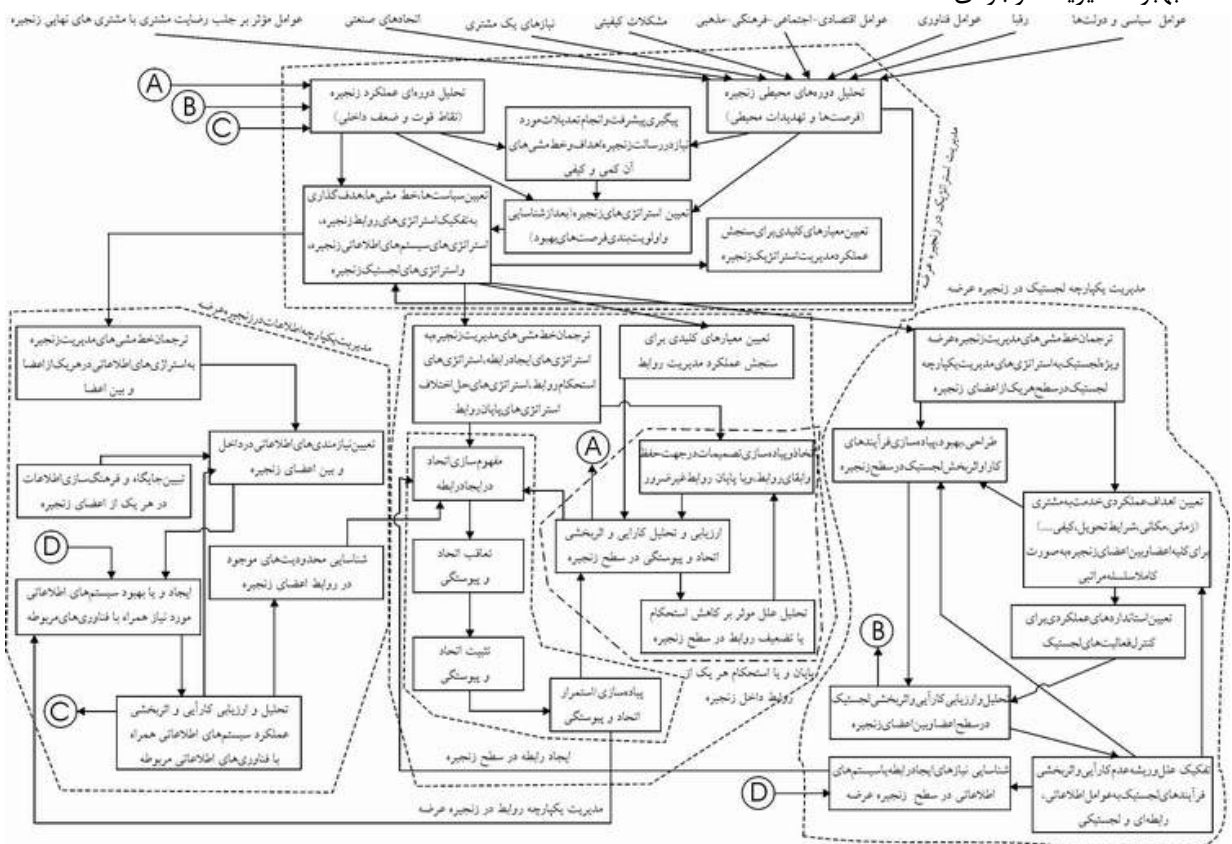 عوامل مؤثر بر جلب رضایت مشتری با مشتری های نهایی زنجیره
اتحادهای صنعتی
نیازهای یک مشتری
مشکلات کیفیتی
عوامل اقتصادی-اجتماعی-فرهنگی-مذهبی
عوامل فناوری
رقبا
عوامل سیاسی و دولت‌ها
A
B
C
تحلیل دوره‌ای عملکرد زنجیره
(نقاط قوت و ضعف داخلی)
تحلیل دوره‌های محیطی زنجیره
(فرصت‌ها و تهدیدات محیطی)
پیگیری پیشرفت و انجام تعدیلات مورد
نیاز در رسالت زنجیره، اهداف و خط مشی‌های
آن کمی و کیفی
تعیین سیاست‌ها، خط مشی‌ها، هدف گذاری
به تفکیک استراتژی‌های روابط زنجیره،
استراتژی‌های سیستم‌های اطلاعاتی زنجیره،
و استراتژی‌های لجستیک زنجیره
تعیین استراتژی‌های زنجیره (بعد از شناسایی
و اولویت بندی فرصت‌های بهبود)
تعیین معیارهای کلیدی برای سنجش
عملکرد مدیریت استراتژیک زنجیره
مدیریت استراتژیک در زنجیره عرضه
مدیریت یکپارچه لجستیک در زنجیره عرضه
مدیریت یکپارچه اطلاعات در زنجیره عرضه
ترجمان خط مشی‌های مدیریت زنجیره عرضه
ویژه لجستیک به استراتژی‌های مدیریت یکپارچه
لجستیک در سطح هر یک از اعضای زنجیره
طراحی، بهبود، پیاده‌سازی فرآیندهای
کارا و اثربخش لجستیک در سطح زنجیره
تعیین اهداف عملکردی خدمت به مشتری
(زمانی، مکانی، شرایط تحویل، کیفی....)
برای کلیه اعضا و بین اعضای زنجیره به صورت
کاملا سلسله مراتبی
تعیین استانداردهای عملکردی برای
کنترل فعالیت‌های لجستیک
B
تحلیل و ارزیابی کارآیی و اثربخشی لجستیک
در سطح اعضا و بین اعضای زنجیره
تفکیک علل و ریشه عدم کارآیی و اثربخشی
فرآیندهای لجستیک به عوامل اطلاعاتی،
رابطه‌ای و لجستیکی
شناسایی نیازهای ایجاد رابطه یا سیستم‌های
اطلاعاتی در سطح زنجیره عرضه
D
تعیین معیارهای کلیدی برای
سنجش عملکرد مدیریت روابط
ترجمان خط مشی‌های مدیریت زنجیره به
استراتژی‌های ایجاد رابطه، استراتژی‌های
استحکام روابط، استراتژی‌های حل اختلاف
استراتژی‌های پایان روابط
اتخاذ و پیاده سازی تصمیمات در جهت حفظ
و ابقای روابط، و یا پایان روابط غیر ضرور
A
ارزیابی و تحلیل کارایی و اثربخشی
اتحاد و پیوستگی در سطح زنجیره
تحلیل علل موثر بر کاهش استحکام
یا تضعیف روابط در سطح زنجیره
پایان و یا استحکام هر یک از
روابط داخل زنجیره
مفهوم سازی اتحاد
در ایجاد رابطه
تعاقب اتحاد
و پیوستگی
تثبیت اتحاد
و پیوستگی
پیاده سازی / استمرار
اتحاد و پیوستگی
ایجاد رابطه در سطح زنجیره
مدیریت یکپارچه روابط در زنجیره عرضه
ترجمان خط مشی‌های مدیریت زنجیره
به استراژی‌های اطلاعاتی در هر یک از اعضا
و بین اعضا
تعیین نیازمندی‌های اطلاعاتی در داخل
و بین اعضای زنجیره
تبیین جایگاه و فرهنگ سازی اطلاعات
در هر یک از اعضای زنجیره
D
شناسایی محدودیت‌های موجود
در روابط اعضای زنجیره
ایجاد و یا بهبود سیستم‌های اطلاعاتی
مورد نیاز همراه با فناوری‌های مربوطه
C
تحلیل و ارزیابی کارآیی و اثربخشی
عملکرد سیستم‌های اطلاعاتی همراه
با فناوری‌های اطلاعاتی مربوطه